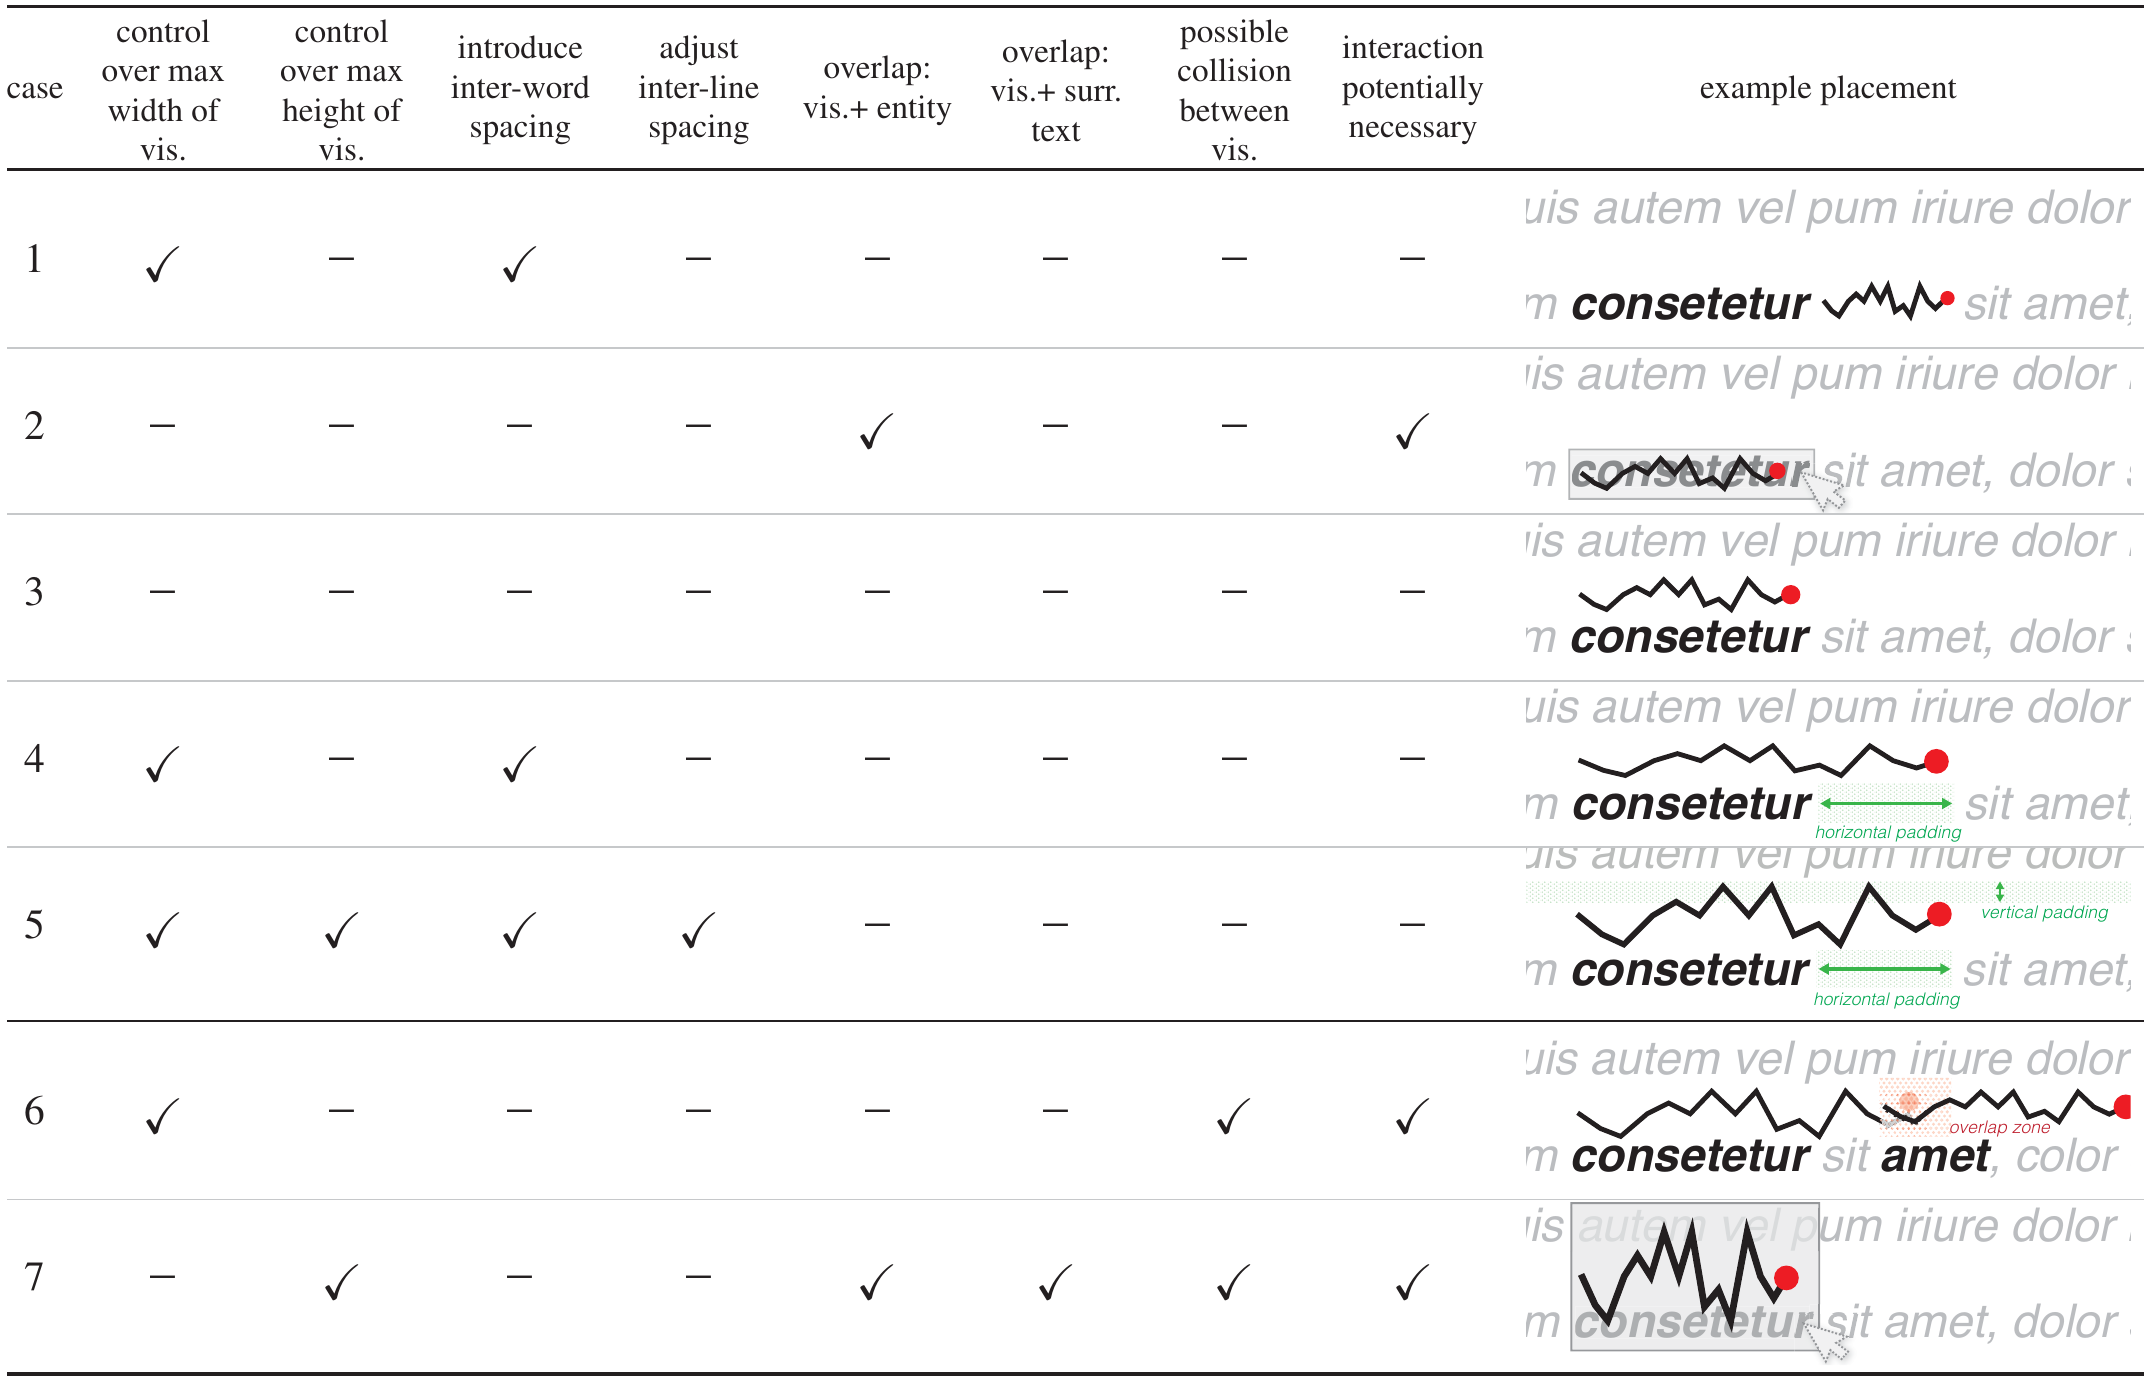 case control over max width of vis. control over max height of vis. introduce inter-word spacing adjust inter-line spacing overlap: vis.+ entity overlap: vis.+ surr. text possible collision between vis. interaction potentially necessary example placement
uis autem vel pum iriure dolor
1 ✓ – ✓ – – – – –
m consetetur sit amet,
uis autem vel pum iriure dolor
2 – – – – ✓ – – ✓
m consetetur sit amet, dolor s
uis autem vel pum iriure dolor
3 – – – – – – – –
m consetetur sit amet, dolor s
uis autem vel pum iriure dolor
4 ✓ – ✓ – – – – –
m consetetur sit amet,
horizontal padding
uis autem vel pum iriure dolor
vertical padding
5 ✓ ✓ ✓ ✓ – – – –
m consetetur sit amet,
horizontal padding
uis autem vel pum iriure dolor
6 ✓ – – – – – ✓ ✓
overlap zone
m consetetur sit amet, color
uis autem vel pum iriure dolor
7 – ✓ – – ✓ ✓ ✓ ✓
m consetetur sit amet, dolor